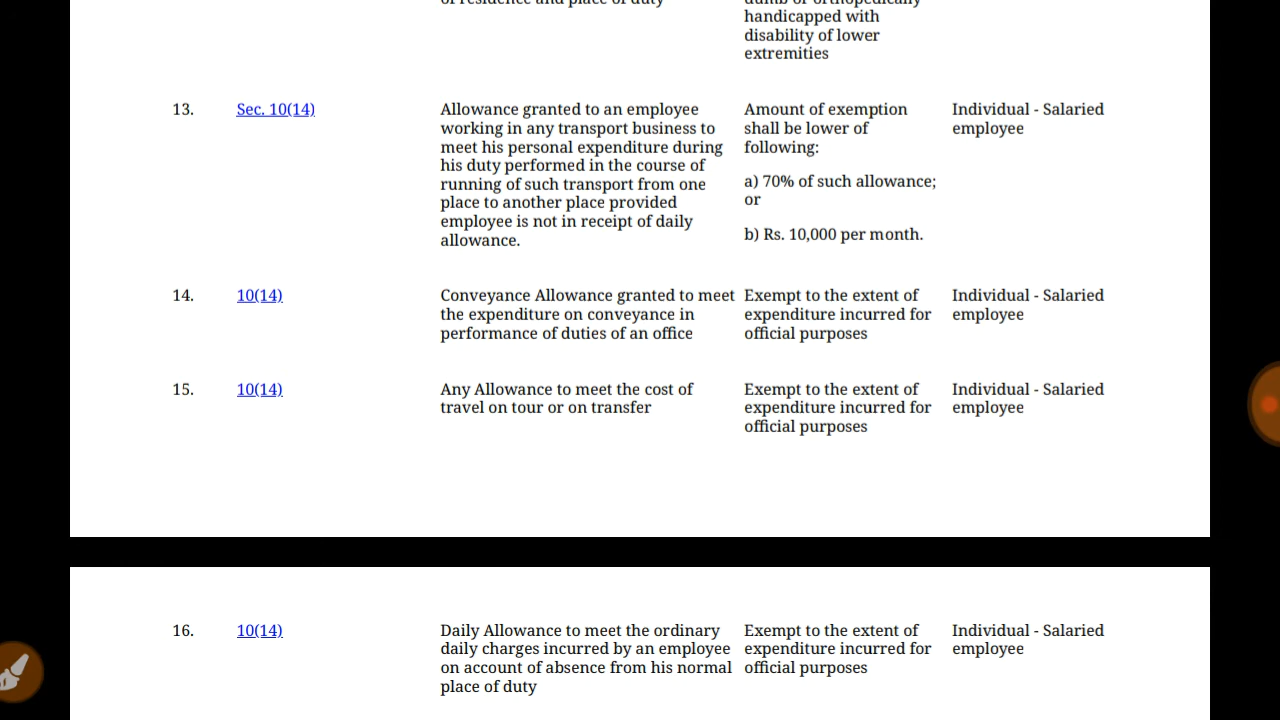 of residence and place of duty
dumb or orthopedically
handicapped with
disability of lower
extremities
13.
Sec. 10(14)
Allowance granted to an employee
working in any transport business to
meet his personal expenditure during
his duty performed in the course of
running of such transport from one
place to another place provided
employee is not in receipt of daily
allowance.
Amount of exemption
shall be lower of
following:
a) 70% of such allowance;
or
b) Rs. 10,000 per month.
Individual - Salaried
employee
14.
10(14)
Conveyance Allowance granted to meet
the expenditure on conveyance in
performance of duties of an office
Exempt to the extent of
expenditure incurred for
official purposes
Individual - Salaried
employee
15.
10(14)
Any Allowance to meet the cost of
travel on tour or on transfer
Exempt to the extent of
expenditure incurred for
official purposes
Individual - Salaried
employee
16.
10(14)
Daily Allowance to meet the ordinary
daily charges incurred by an employee
on account of absence from his normal
place of duty
Exempt to the extent of
expenditure incurred for
official purposes
Individual - Salaried
employee